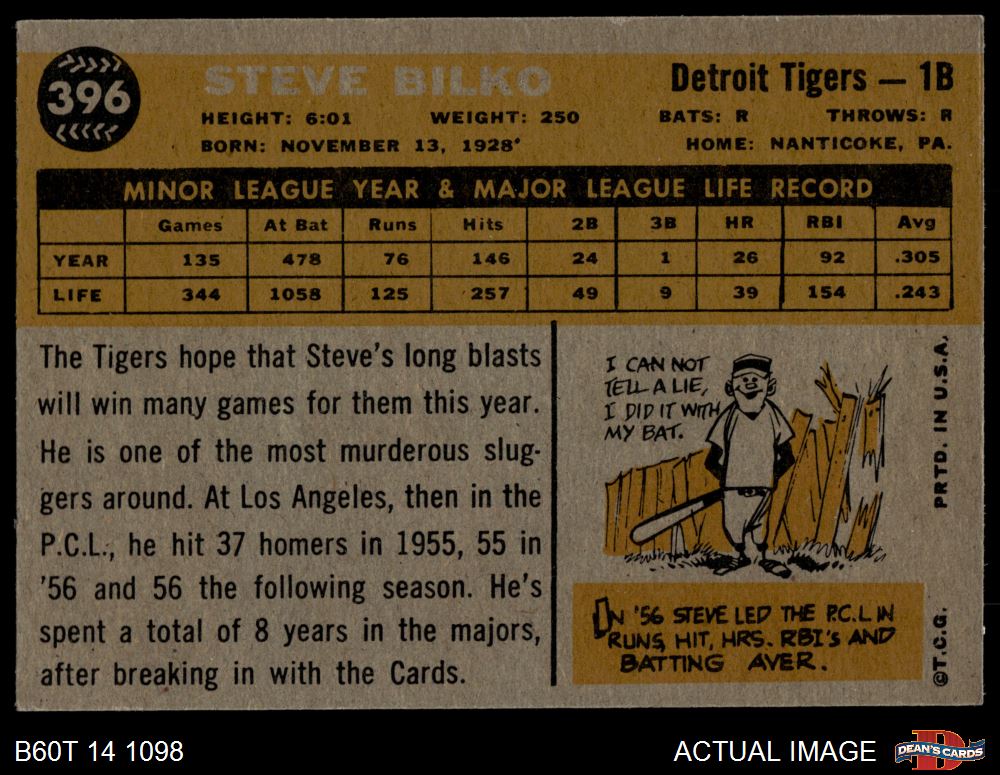 396
STEVE BILKO
Detroit Tigers — 1B
HEIGHT: 6:01 WEIGHT: 250 BATS: R THROWS: R
BORN: NOVEMBER 13, 1928* HOME: NANTICOKE, PA.
MINOR LEAGUE YEAR & MAJOR LEAGUE LIFE RECORD
Games At Bat Runs Hits 2B 3B HR RBI Avg
YEAR 135 478 76 146 24 1 26 92 .305
LIFE 344 1058 125 257 49 9 39 154 .243
The Tigers hope that Steve's long blasts
will win many games for them this year.
He is one of the most murderous slug-
gers around. At Los Angeles, then in the
P.C.L., he hit 37 homers in 1955, 55 in
'56 and 56 the following season. He's
spent a total of 8 years in the majors,
after breaking in with the Cards.
I CAN NOT
TELL A LIE,
I DID IT WITH
MY BAT.
IN '56 STEVE LED THE P.C.L IN
RUNS, HIT, HRS. RBI'S AND
BATTING AVER.
©T.C.G. PRTD. IN U.S.A.
B60T 14 1098
ACTUAL IMAGE
D
DEAN'S CARDS